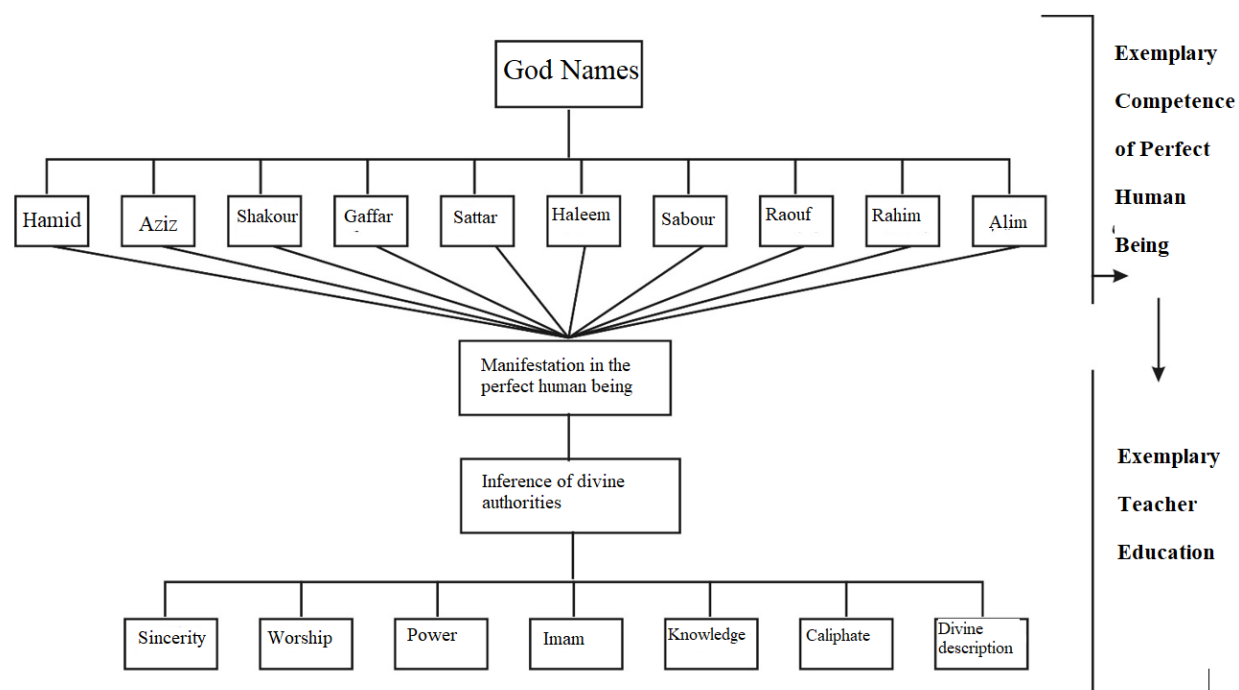 God Names
Hamid
Aziz
Shakour
Gaffar
Sattar
Haleem
Sabour
Raouf
Rahim
Alim
Manifestation in the
perfect human being
Inference of divine
authorities
Sincerity
Worship
Power
Imam
Knowledge
Caliphate
Divine
description
Exemplary
Competence
of Perfect
Human
Being
Exemplary
Teacher
Education